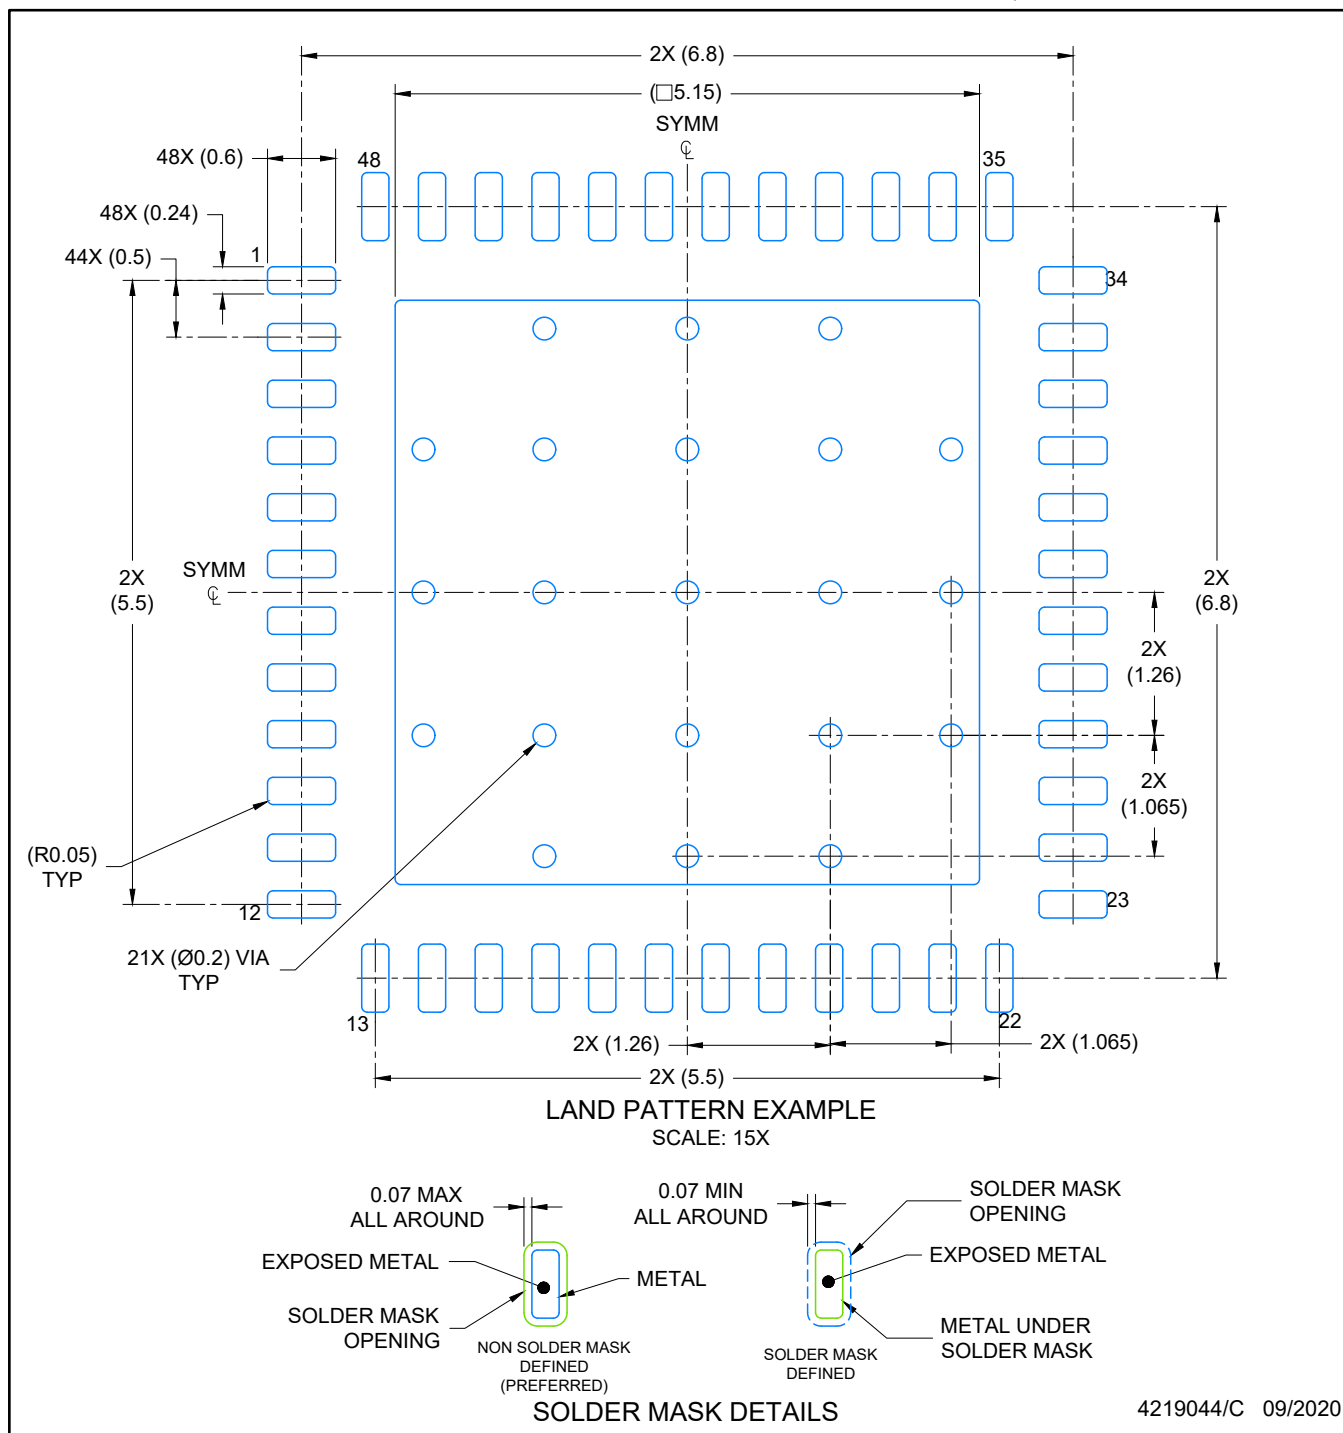 2X (6.8)
(□5.15)
SYMM
℄
48X (0.6)
48
35
48X (0.24)
44X (0.5)
1
34
SYMM
℄
2X
(5.5)
2X
(6.8)
2X
(1.26)
2X
(1.065)
(R0.05)
TYP
12
23
21X (Ø0.2) VIA
TYP
13
22
2X (1.26)
2X (1.065)
2X (5.5)
LAND PATTERN EXAMPLE
SCALE: 15X
0.07 MAX
ALL AROUND
0.07 MIN
ALL AROUND
SOLDER MASK
OPENING
EXPOSED METAL
EXPOSED METAL
METAL
SOLDER MASK
OPENING
METAL UNDER
SOLDER MASK
NON SOLDER MASK
DEFINED
(PREFERRED)
SOLDER MASK
DEFINED
SOLDER MASK DETAILS
4219044/C 09/2020